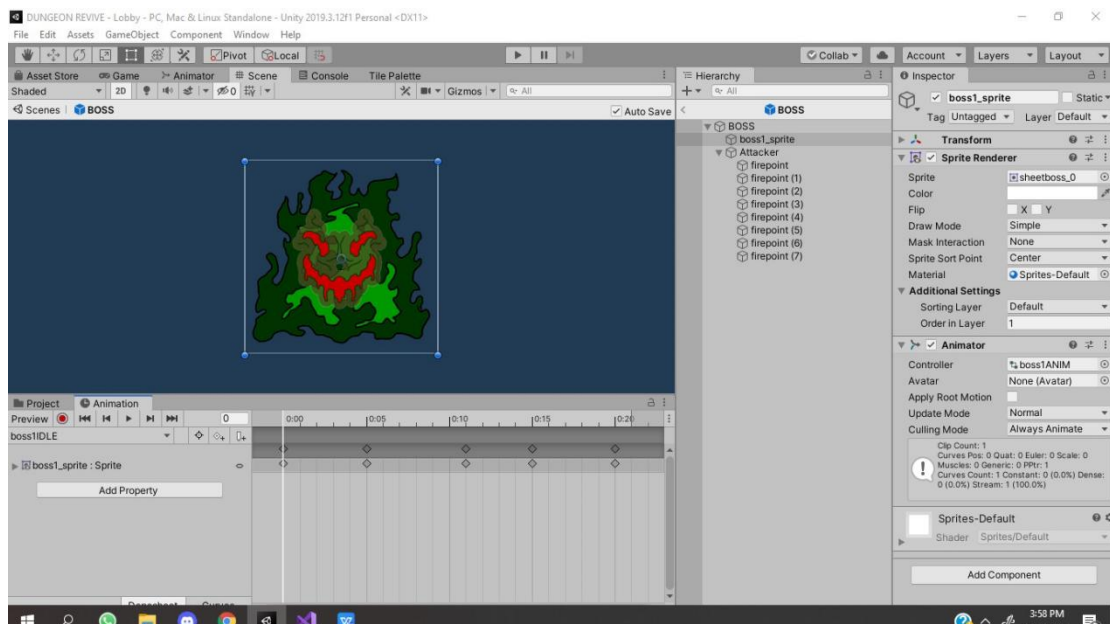 DUNGEON REVIVE - Lobby - PC, Mac & Linux Standalone - Unity 2019.3.12f1 Personal <DX11>
File Edit Assets GameObject Component Window Help
Pivot Local Collab Account Layers Layout
Asset Store Game Animator Scene Console Tile Palette
Shaded 2D 0 Gizmos All
Scenes BOSS Auto Save
Hierarchy
All
BOSS
BOSS
boss1_sprite
Attacker
firepoint
firepoint (1)
firepoint (2)
firepoint (3)
firepoint (4)
firepoint (5)
firepoint (6)
firepoint (7)
Inspector
boss1_sprite Static
Tag Untagged Layer Default
Transform
Sprite Renderer
Sprite sheetboss_0
Color
Flip X Y
Draw Mode Simple
Mask Interaction None
Sprite Sort Point Center
Material Sprites-Default
Additional Settings
Sorting Layer Default
Order in Layer 1
Animator
Controller boss1ANIM
Avatar None (Avatar)
Apply Root Motion
Update Mode Normal
Culling Mode Always Animate
Clip Count: 1
Curves Pos: 0 Quat: 0 Euler: 0 Scale: 0
Muscles: 0 Generic: 0 PPtr: 1
Curves Count: 1 Constant: 0 (0.0%) Dense:
0 (0.0%) Stream: 1 (100.0%)
Sprites-Default
Shader Sprites/Default
Add Component
Project Animation
Preview 0 0:00 0:05 0:10 0:15 0:20
boss1IDLE
boss1_sprite : Sprite
Add Property
Dopesheet Curves
3:58 PM